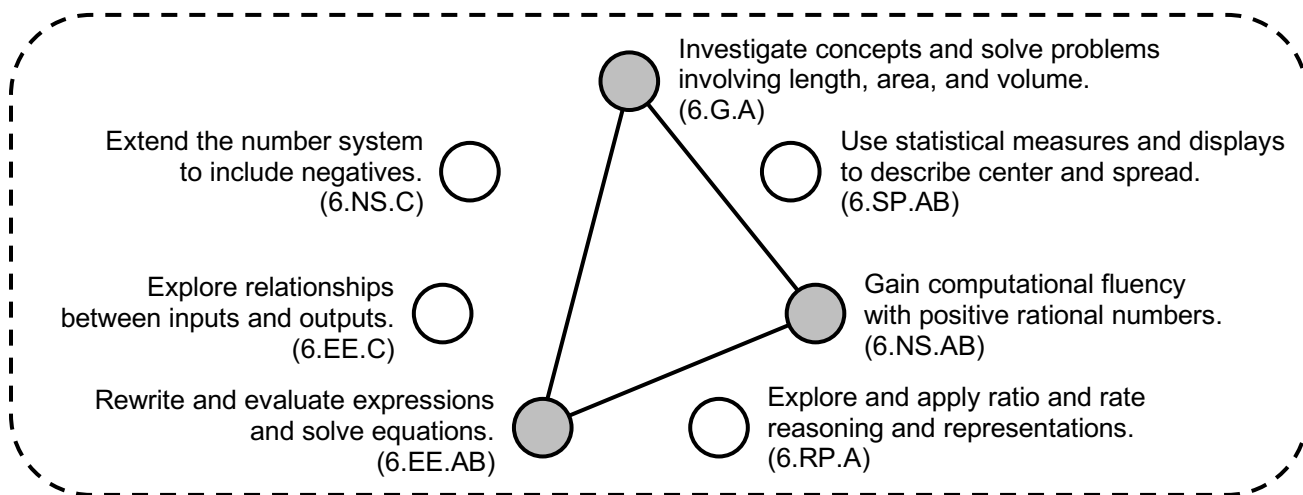 Investigate concepts and solve problems
involving length, area, and volume.
(6.G.A)
Extend the number system
to include negatives.
(6.NS.C)
Use statistical measures and displays
to describe center and spread.
(6.SP.AB)
Explore relationships
between inputs and outputs.
(6.EE.C)
Gain computational fluency
with positive rational numbers.
(6.NS.AB)
Rewrite and evaluate expressions
and solve equations.
(6.EE.AB)
Explore and apply ratio and rate
reasoning and representations.
(6.RP.A)